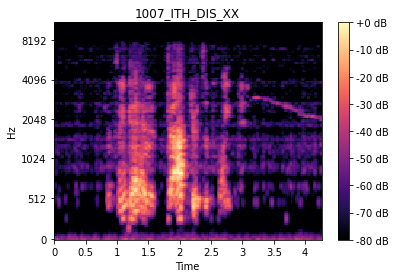 1007_ITH_DIS_XX
8192
4096
2048
1024
512
0
Hz
0 0.5 1 1.5 2 2.5 3 3.5 4
Time
+0 dB
-10 dB
-20 dB
-30 dB
-40 dB
-50 dB
-60 dB
-70 dB
-80 dB